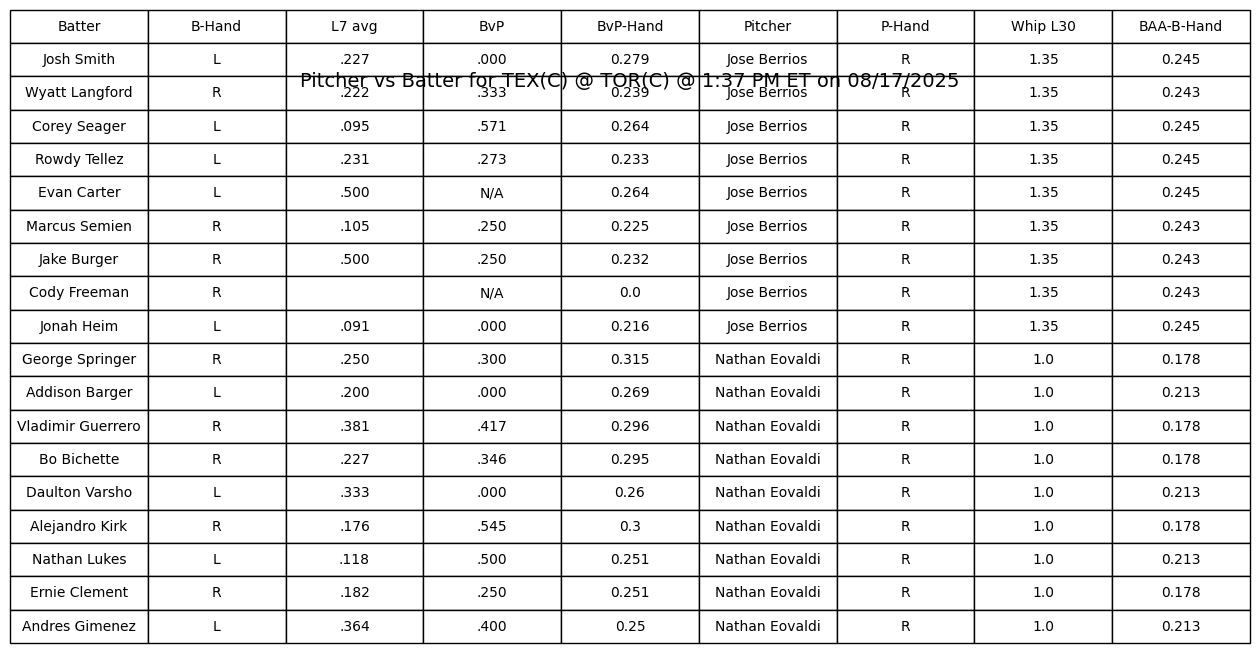 Batter B-Hand L7 avg BvP BvP-Hand Pitcher P-Hand Whip L30 BAA-B-Hand
Josh Smith L .227 .000 0.279 Jose Berrios R 1.35 0.245
Pitcher vs Batter for TEX(C) @ TOR(C) @ 1:37 PM ET on 08/17/2025
Wyatt Langford R .222 .333 0.239 Jose Berrios R 1.35 0.243
Corey Seager L .095 .571 0.264 Jose Berrios R 1.35 0.245
Rowdy Tellez L .231 .273 0.233 Jose Berrios R 1.35 0.245
Evan Carter L .500 N/A 0.264 Jose Berrios R 1.35 0.245
Marcus Semien R .105 .250 0.225 Jose Berrios R 1.35 0.243
Jake Burger R .500 .250 0.232 Jose Berrios R 1.35 0.243
Cody Freeman R N/A 0.0 Jose Berrios R 1.35 0.243
Jonah Heim L .091 .000 0.216 Jose Berrios R 1.35 0.245
George Springer R .250 .300 0.315 Nathan Eovaldi R 1.0 0.178
Addison Barger L .200 .000 0.269 Nathan Eovaldi R 1.0 0.213
Vladimir Guerrero R .381 .417 0.296 Nathan Eovaldi R 1.0 0.178
Bo Bichette R .227 .346 0.295 Nathan Eovaldi R 1.0 0.178
Daulton Varsho L .333 .000 0.26 Nathan Eovaldi R 1.0 0.213
Alejandro Kirk R .176 .545 0.3 Nathan Eovaldi R 1.0 0.178
Nathan Lukes L .118 .500 0.251 Nathan Eovaldi R 1.0 0.213
Ernie Clement R .182 .250 0.251 Nathan Eovaldi R 1.0 0.178
Andres Gimenez L .364 .400 0.25 Nathan Eovaldi R 1.0 0.213